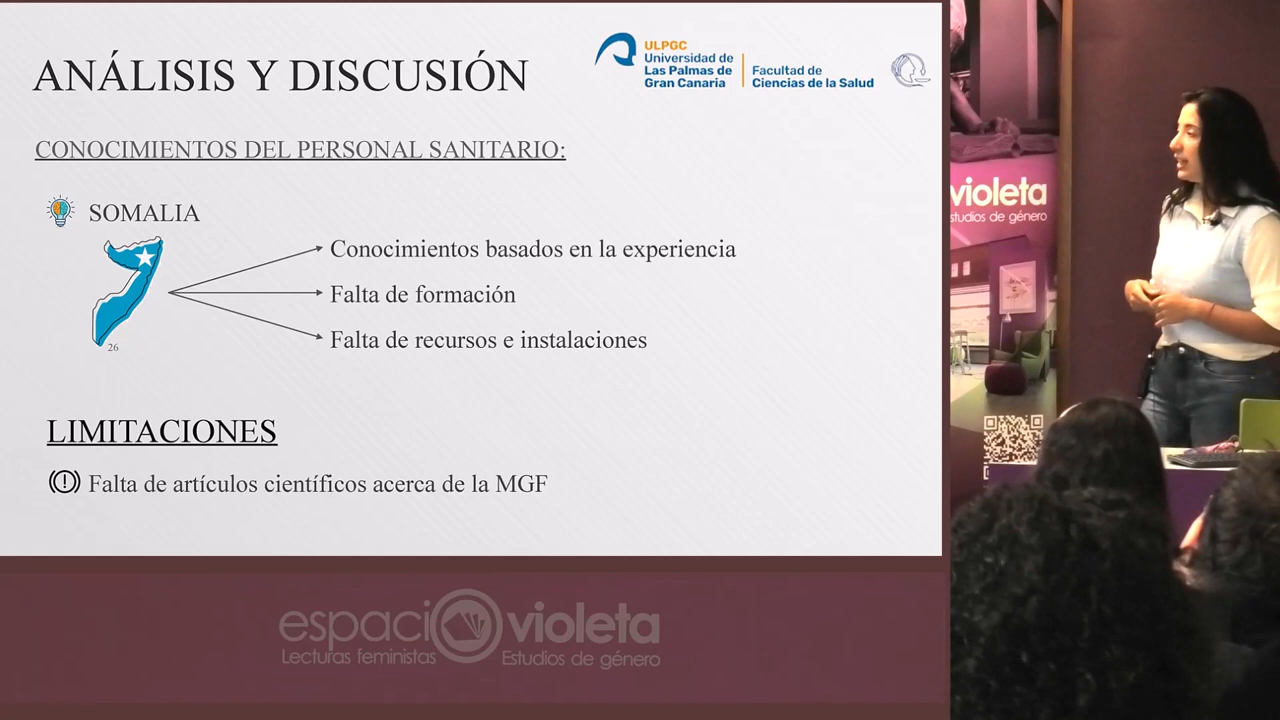 ANÁLISIS Y DISCUSIÓN
ULPGC
Universidad de
Las Palmas de
Gran Canaria
Facultad de
Ciencias de la Salud
CONOCIMIENTOS DEL PERSONAL SANITARIO:
SOMALIA
Conocimientos basados en la experiencia
Falta de formación
Falta de recursos e instalaciones
26
LIMITACIONES
Falta de artículos científicos acerca de la MGF
espacio violeta
Lecturas feministas
Estudios de género
violeta
studios de género